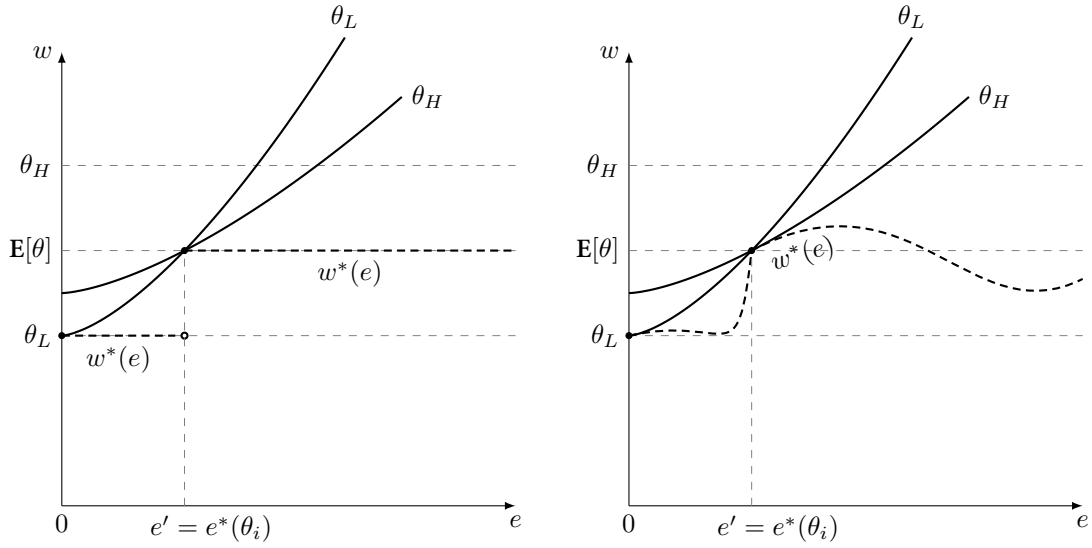 θ_L
w
θ_H
θ_H
E[θ]
w*(e)
θ_L
w*(e)
0
e′ = e*(θ_i)
e
θ_L
w
θ_H
θ_H
E[θ]
w*(e)
θ_L
0
e′ = e*(θ_i)
e